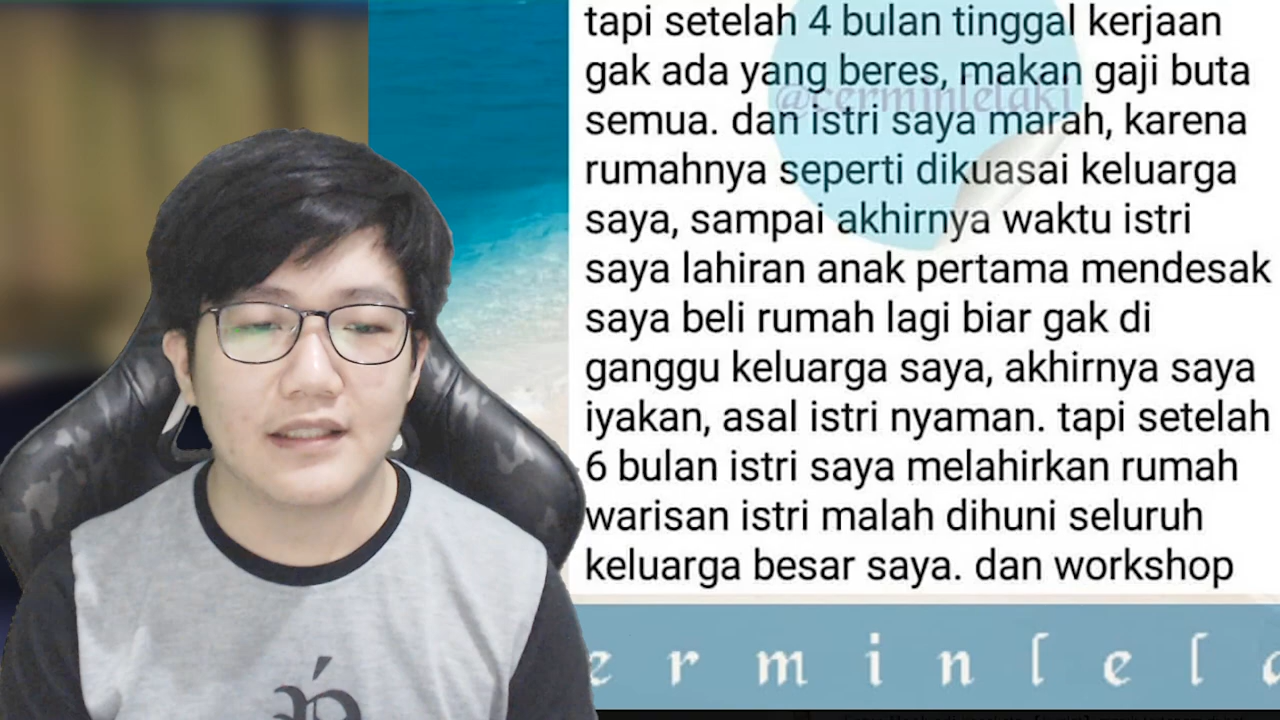 tapi setelah 4 bulan tinggal kerjaan
gak ada yang beres, makan gaji buta
@cerminlelaki
semua. dan istri saya marah, karena
rumahnya seperti dikuasai keluarga
saya, sampai akhirnya waktu istri
saya lahiran anak pertama mendesak
saya beli rumah lagi biar gak di
ganggu keluarga saya, akhirnya saya
iyakan, asal istri nyaman. tapi setelah
6 bulan istri saya melahirkan rumah
warisan istri malah dihuni seluruh
keluarga besar saya. dan workshop
e r m i n l e l a
ṕ